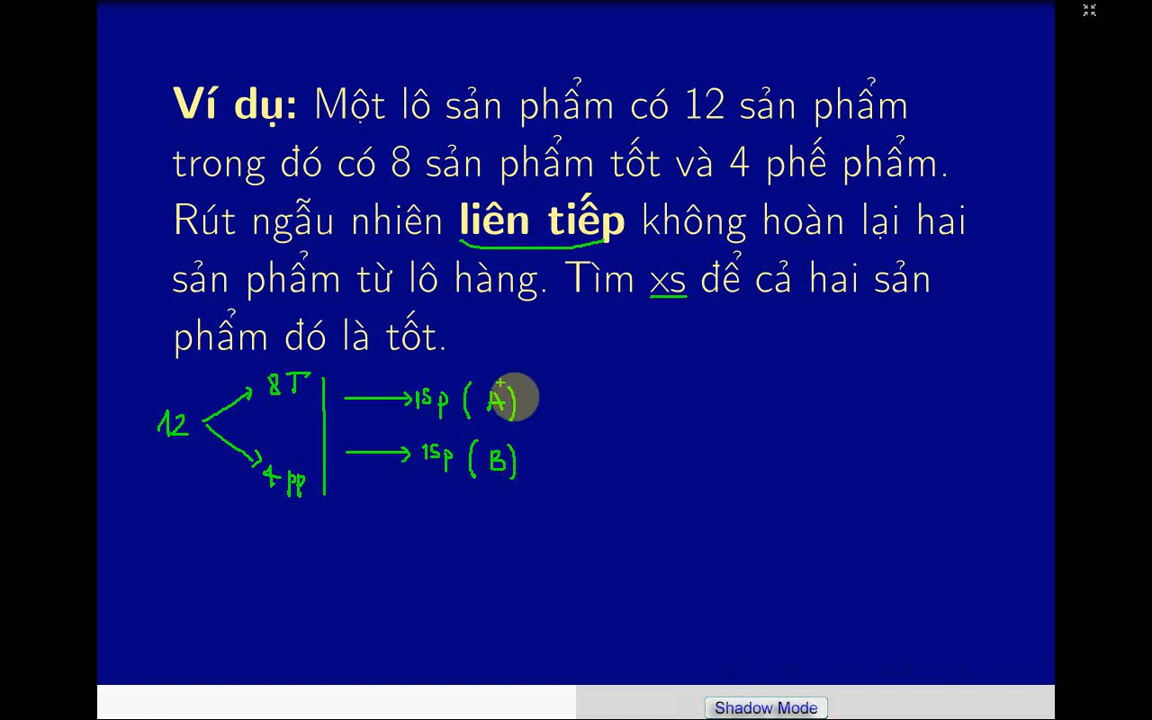 Ví dụ: Một lô sản phẩm có 12 sản phẩm
trong đó có 8 sản phẩm tốt và 4 phế phẩm.
Rút ngẫu nhiên liên tiếp không hoàn lại hai
sản phẩm từ lô hàng. Tìm xs để cả hai sản
phẩm đó là tốt.
8T
1sp (A)
12
1sp (B)
4pp
Shadow Mode